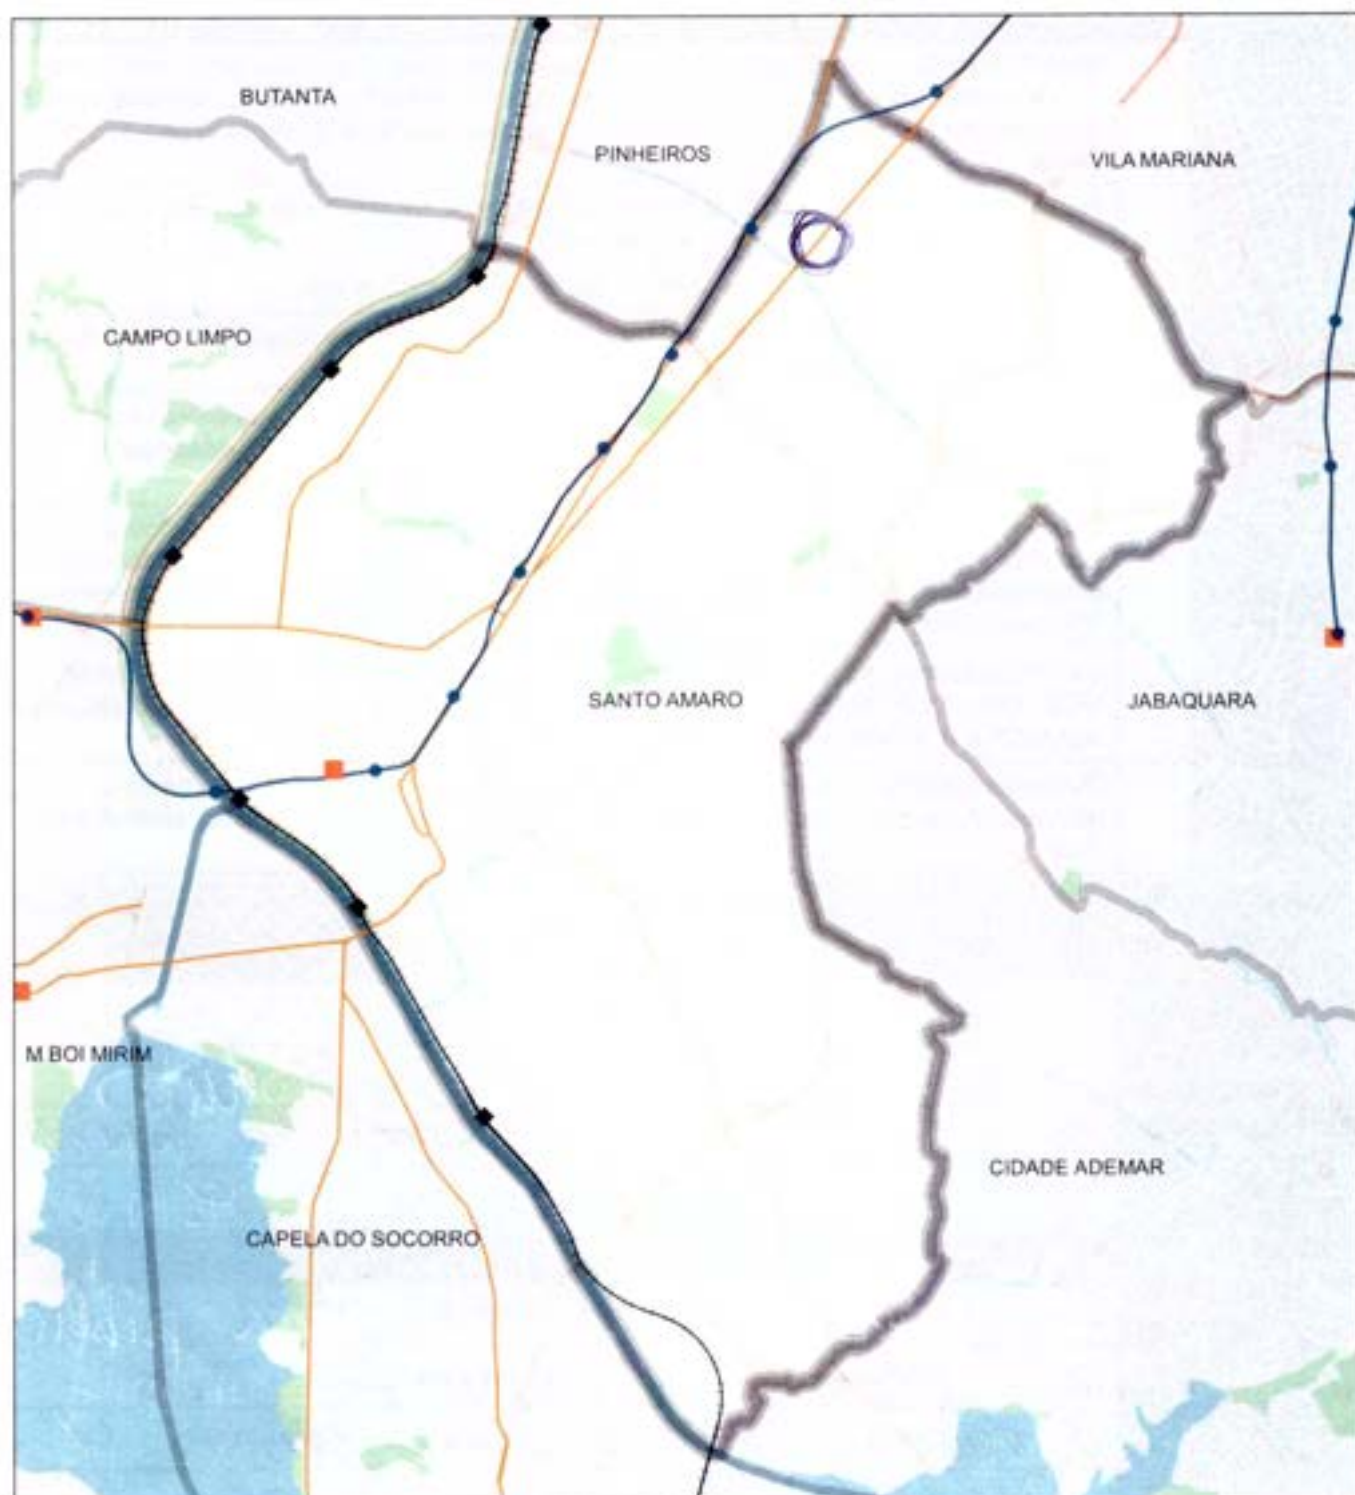 BUTANTA
PINHEIROS
VILA MARIANA
CAMPO LIMPO
SANTO AMARO
JABAQUARA
M BOI MIRIM
CIDADE ADEMAR
CAPELA DO SOCORRO